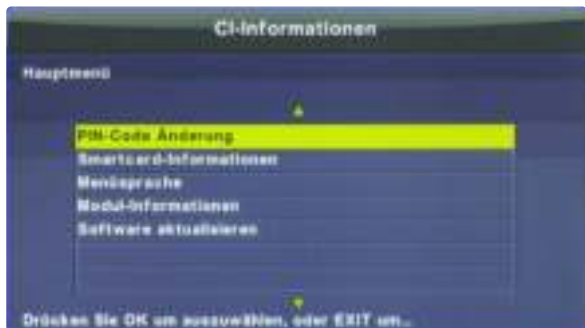 CI-Informationen
Hauptmenü
PIN-Code Änderung
Smartcard-Informationen
Menüsprache
Modul-Informationen
Software aktualisieren
Drücken Sie OK um auszuwählen, oder EXIT um...